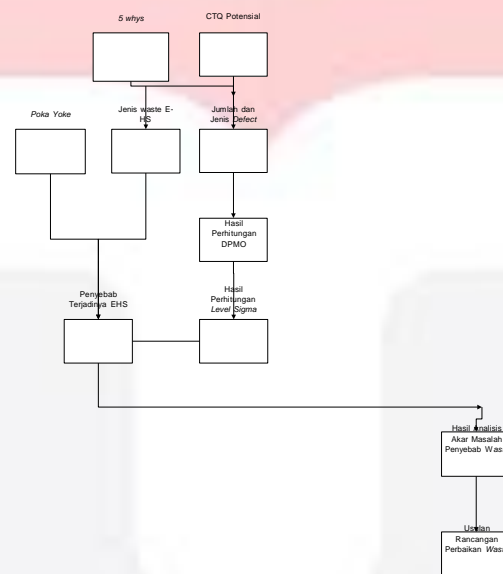 5 whys
CTQ Potensial
Poka Yoke
Jenis waste E-
HS
Jumlah dan
Jenis Defect
Hasil
Perhitungan
DPMO
Penyebab
Terjadinya EHS
Hasil
Perhitungan
Level Sigma
Hasil Analisis
Akar Masalah
Penyebab
Usulan
Rancangan
Perbaikan